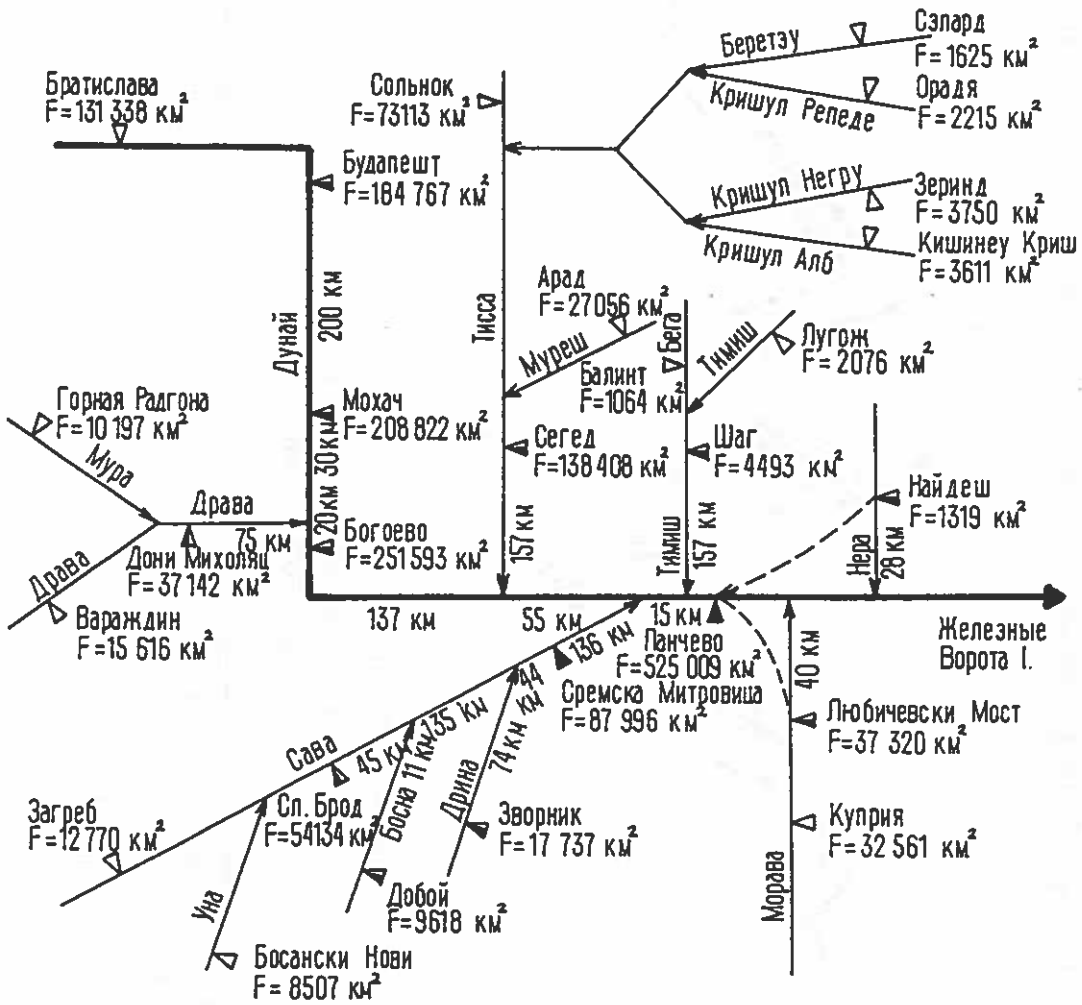 Братислава
F=131 338 км²
Сольнок
F=73113 км²
Беретэу
Сэлард
F=1625 км²
Кришул Репеде
Орадя
F=2215 км²
Будапешт
F=184 767 км²
Кришул Негру
Зеринд
F=3750 км²
Кришул Алб
Кишинеу Криш
F=3611 км²
Дунай
200 км
Тисса
Арад
F=27056 км²
Муреш
Бега
Балинт
F=1064 км²
Тимиш
Лугож
F=2076 км²
Горная Радгона
F=10 197 км²
Мура
Мохач
F=208 822 км²
30 км
Сегед
F=138 408 км²
Шаг
F=4493 км²
Найдеш
F=1319 км²
Драва
75 км
20 км
Богоево
F=251 593 км²
157 км
Тимиш
157 км
Нера
28 км
Дони Михоляц
F=37 142 км²
Драва
Вараждин
F=15 616 км²
137 км
55 км
15 км
Панчево
F=525 009 км²
Железные
Ворота I.
136 км
44 км
Сремска Митровица
F=87 996 км²
40 км
Любичевски Мост
F=37 320 км²
Сава
45 км
135 км
Босна
11 км
Дрина
74 км
Загреб
F=12 770 км²
Сл. Брод
F=54134 км²
Зворник
F=17 737 км²
Куприя
F=32 561 км²
Морава
Уна
Добой
F=9618 км²
Босански Нови
F= 8507 км²